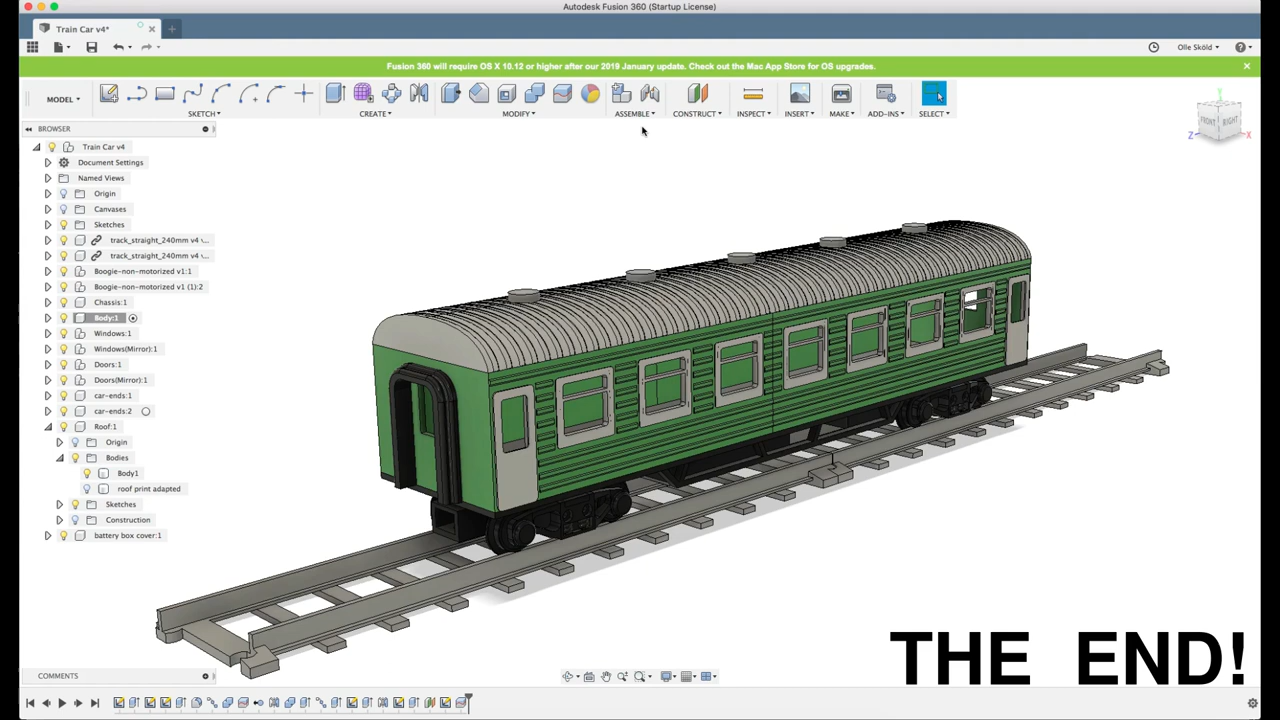 Autodesk Fusion 360 (Startup License)
Train Car v4*
Olle Sköld
Fusion 360 will require OS X 10.12 or higher after our 2019 January update. Check out the Mac App Store for OS upgrades.
MODEL
SKETCH
CREATE
MODIFY
ASSEMBLE
CONSTRUCT
INSPECT
INSERT
MAKE
ADD-INS
SELECT
BROWSER
FRONT
RIGHT
Y
Z
X
Train Car v4
Document Settings
Named Views
Origin
Canvases
Sketches
track_straight_240mm v4 ...
track_straight_240mm v4 ...
Boogie-non-motorized v1:1
Boogie-non-motorized v1 (1):2
Chassis:1
Body:1
Windows:1
Windows(Mirror):1
Doors:1
Doors(Mirror):1
car-ends:1
car-ends:2
Roof:1
Origin
Bodies
Body1
roof print adapted
Sketches
Construction
battery box cover:1
THE END!
COMMENTS